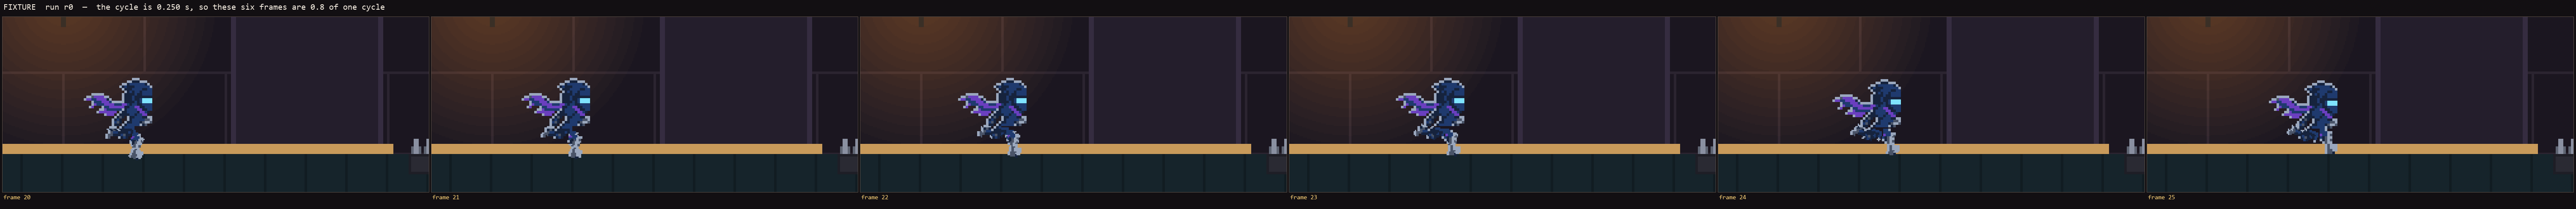 FIXTURE run r0 — the cycle is 0.250 s, so these six frames are 0.8 of one cycle
frame 20
frame 21
frame 22
frame 23
frame 24
frame 25